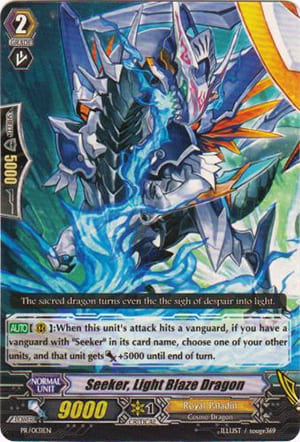 2
GRADE
5000
The sacred dragon turns even the the sigh of despair into light.
AUTO [ ]:When this unit's attack hits a vanguard, if you have a
vanguard with "Seeker" in its card name, choose one of your other
units, and that unit gets +5000 until end of turn.
NORMAL
UNIT
Seeker, Light Blaze Dragon
9000
1
CRITICAL
Royal Paladin
Cosmo Dragon
PR/0013EN
ILLUST / touge369